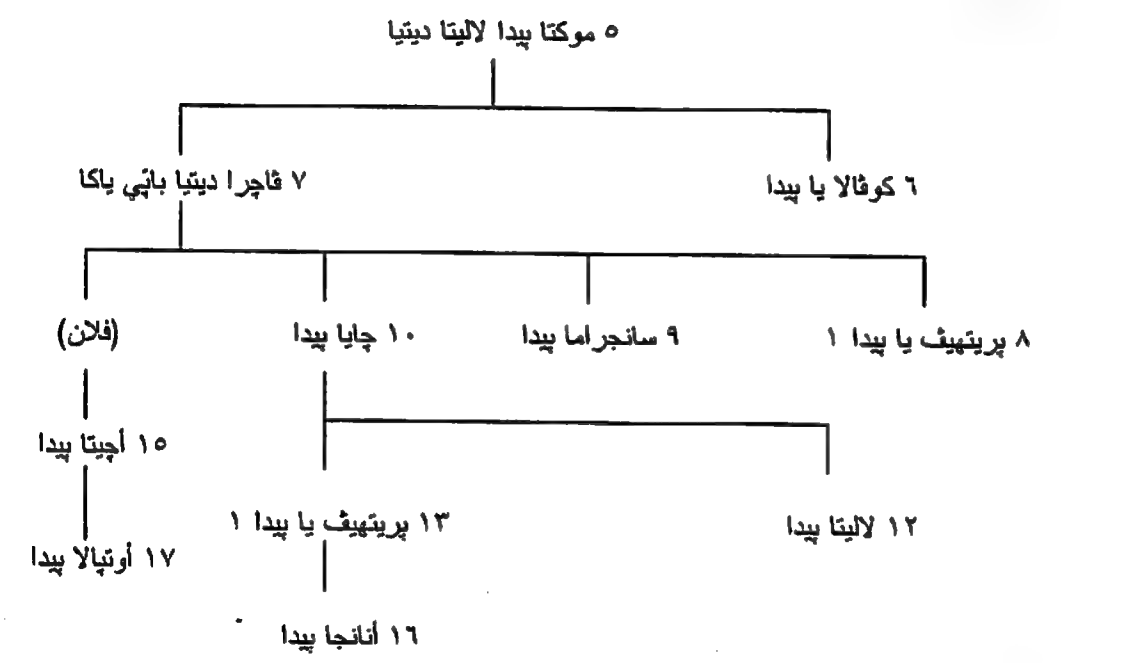 ٥ موكتا پيدا لاليتا ديتيا
٦ كوڤالا يا پيدا
٧ ڤاچرا ديتيا باپي ياكا
٨ پريتهيڤ يا پيدا ١
٩ سانجراما پيدا
١٠ چايا پيدا
(فلان)
١٥ أچيتا پيدا
١٢ لاليتا پيدا
١٣ پريتهيڤ يا پيدا ١
١٧ أوتپالا پيدا
١٦ أنانجا پيدا